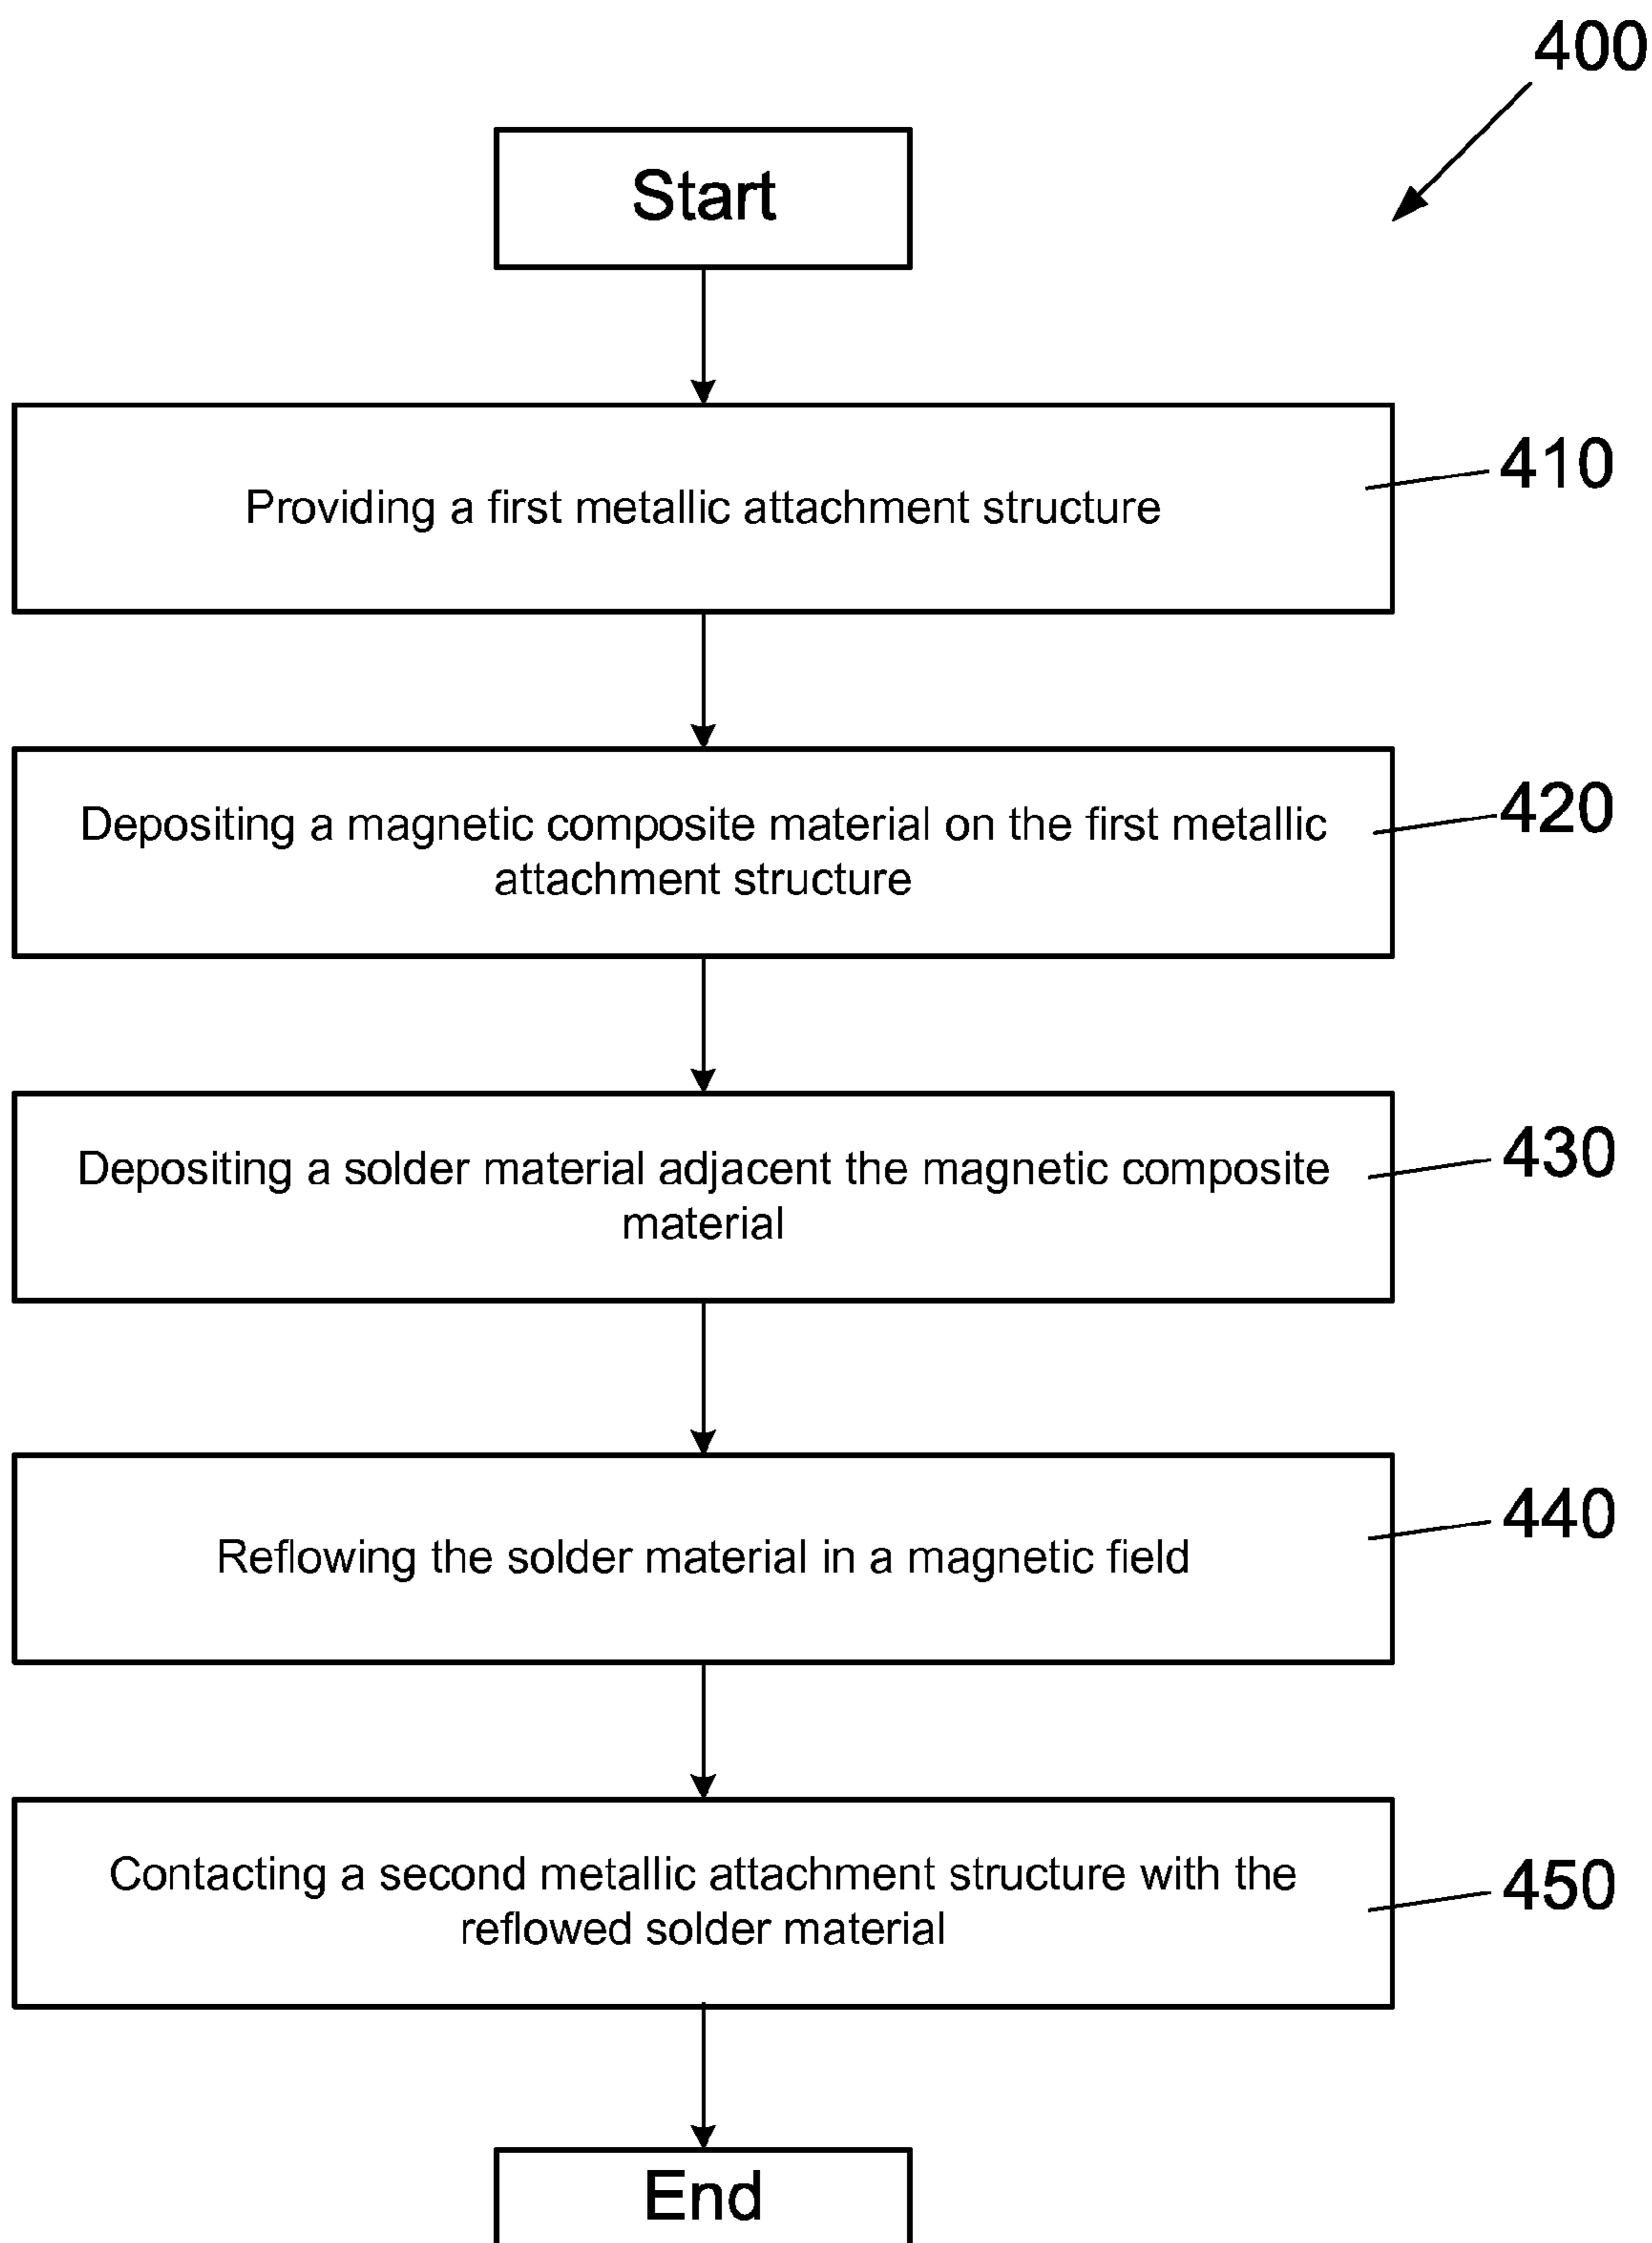 400
Start
Providing a first metallic attachment structure
410
Depositing a magnetic composite material on the first metallic
attachment structure
420
Depositing a solder material adjacent the magnetic composite
material
430
Reflowing the solder material in a magnetic field
440
Contacting a second metallic attachment structure with the
reflowed solder material
450
End